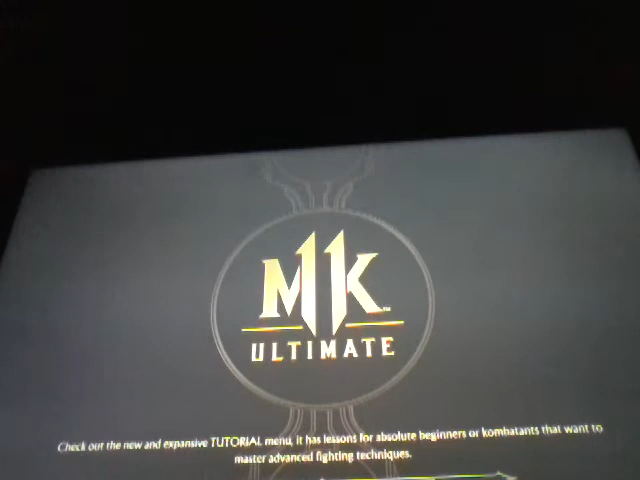 MK™
ULTIMATE
Check out the new and expansive TUTORIAL menu, it has lessons for absolute beginners or kombatants that want to
master advanced fighting techniques.